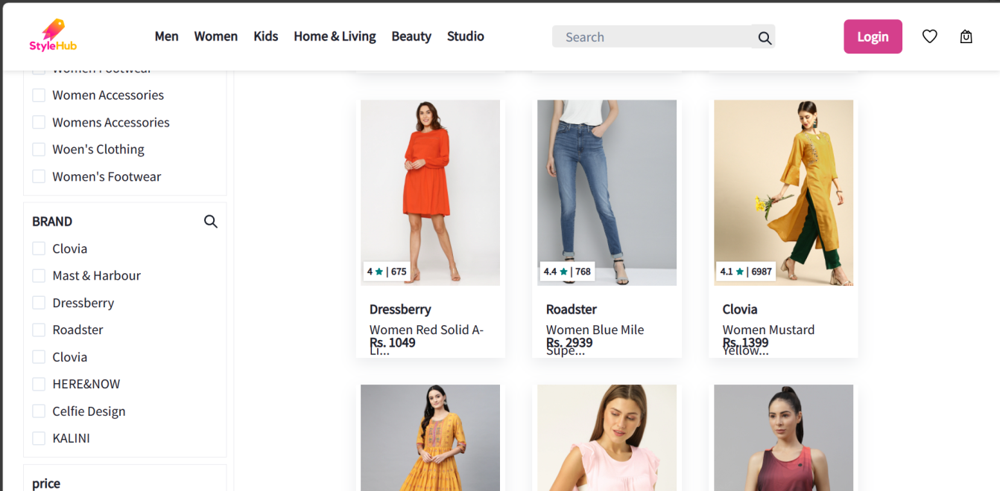 StyleHub
Men Women Kids Home & Living Beauty Studio
Search
Login
Women Footwear
Women Accessories
Womens Accessories
Woen's Clothing
Women's Footwear
BRAND
Clovia
Mast & Harbour
Dressberry
Roadster
Clovia
HERE&NOW
Celfie Design
KALINI
price
4 ★ | 675
Dressberry
Women Red Solid A-
Li...
Rs. 1049
4.4 ★ | 768
Roadster
Women Blue Mile
Supe...
Rs. 2939
4.1 ★ | 6987
Clovia
Women Mustard
Yellow...
Rs. 1399